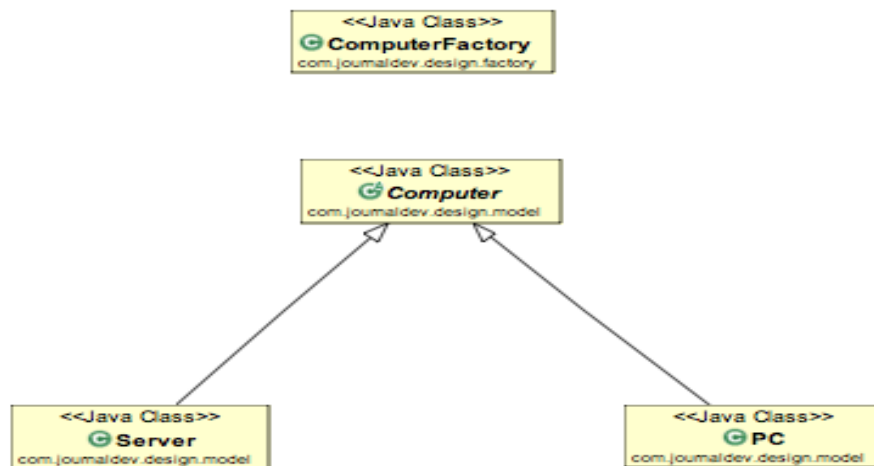 <<Java Class>>
ComputerFactory
com.journaldev.design.factory
<<Java Class>>
Computer
com.journaldev.design.model
<<Java Class>>
Server
com.journaldev.design.model
<<Java Class>>
PC
com.journaldev.design.model